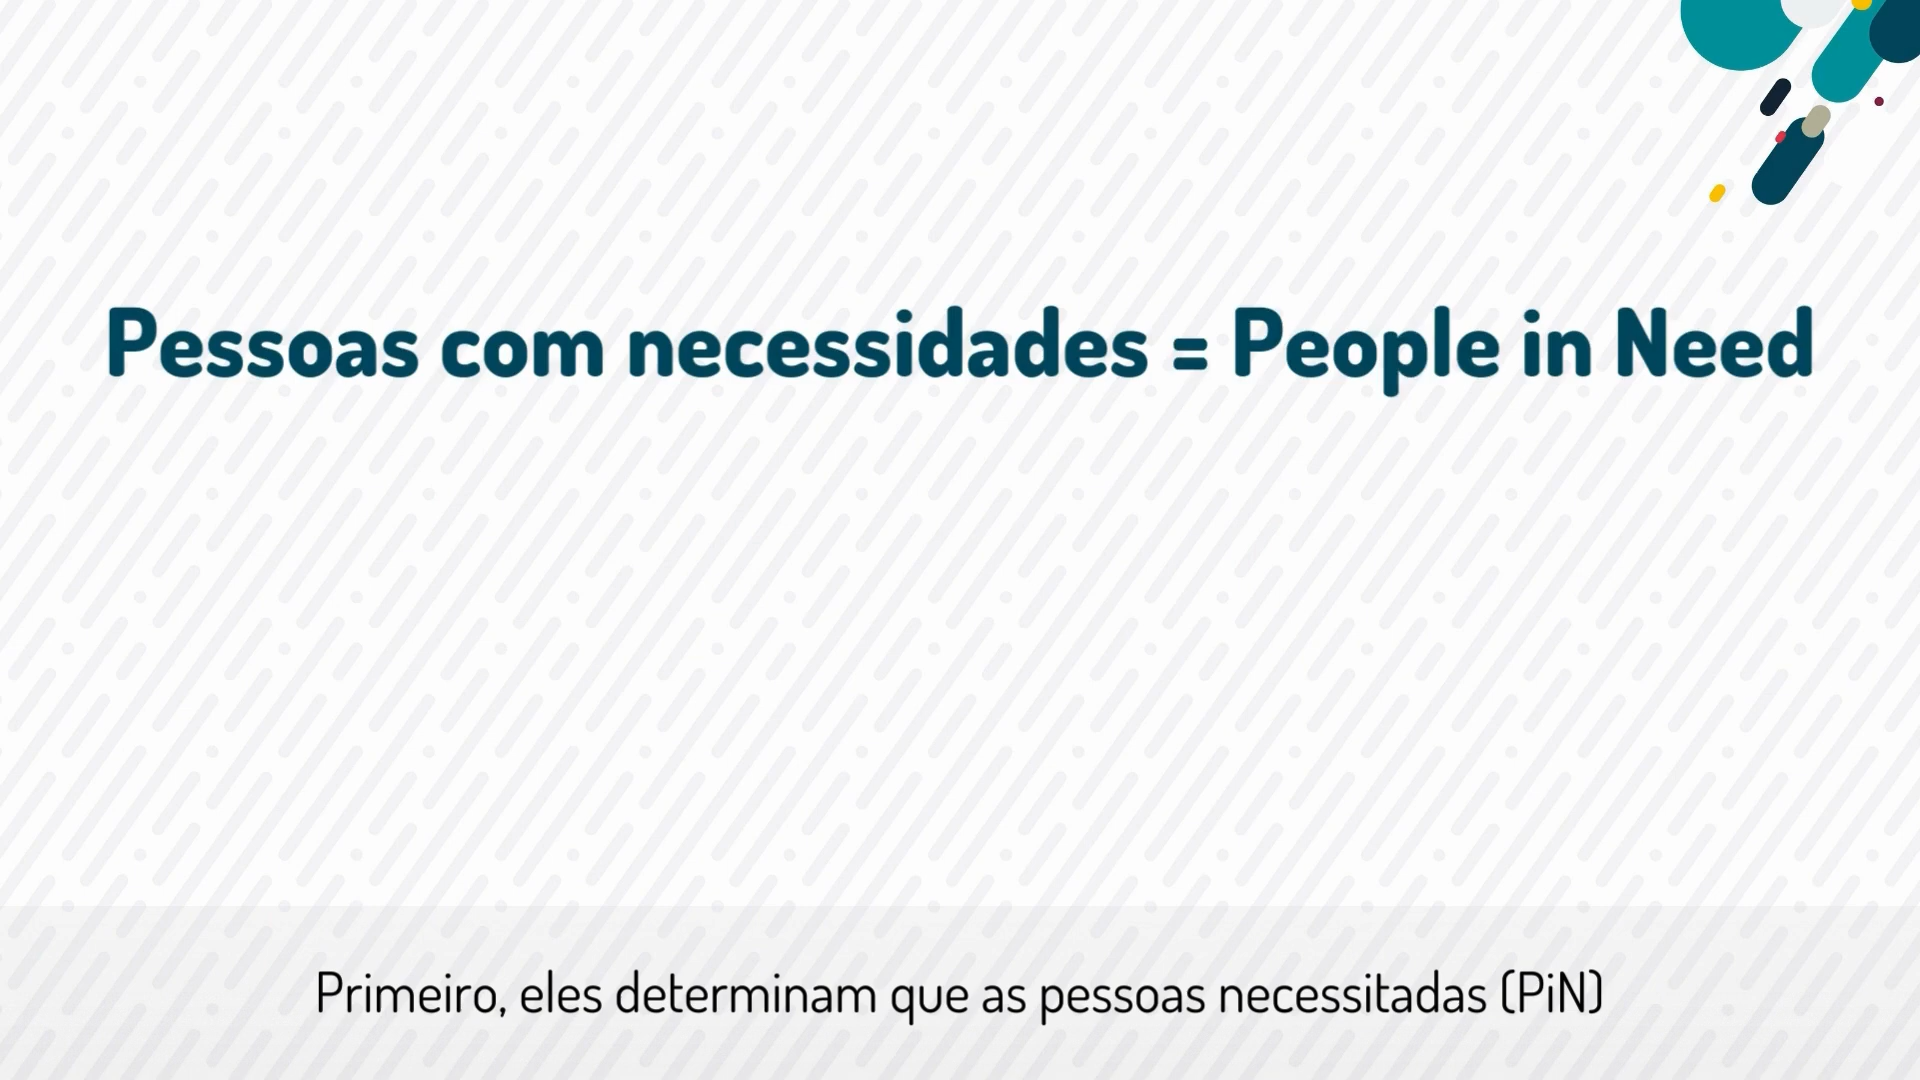 Pessoas com necessidades = People in Need
Primeiro, eles determinam que as pessoas necessitadas (PiN)